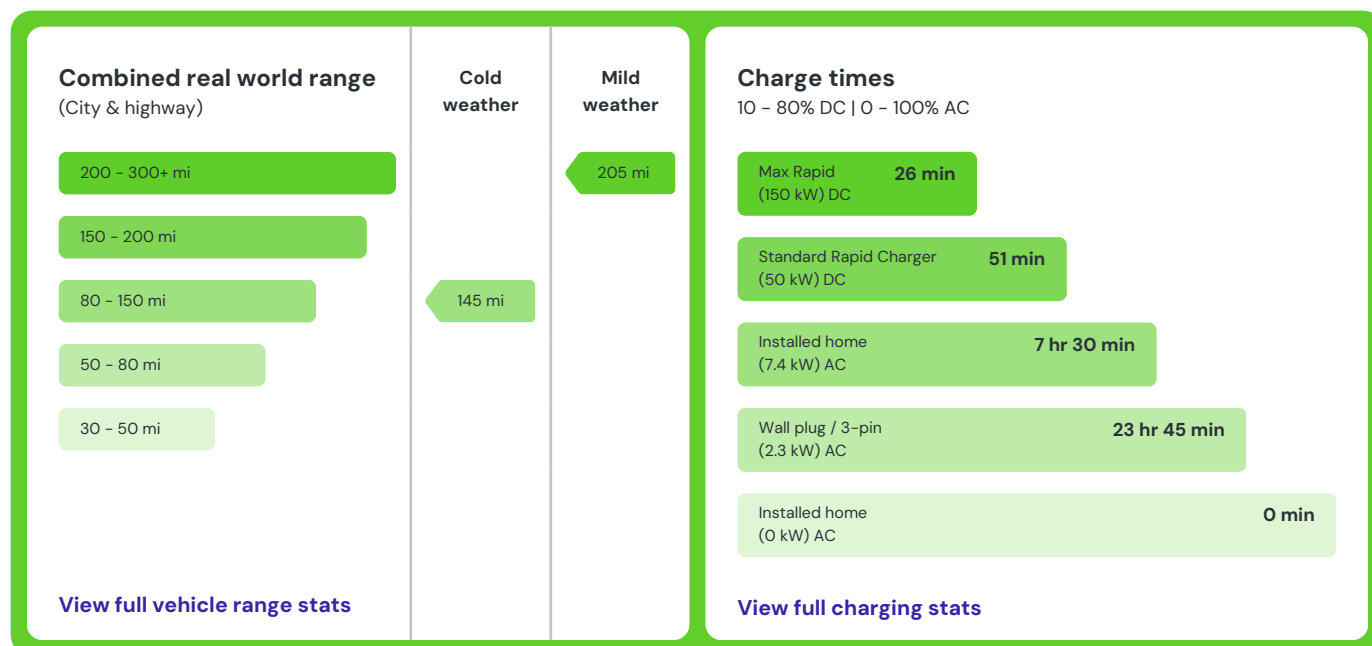 Combined real world range
(City & highway)
Cold
weather
Mild
weather
200 - 300+ mi
205 mi
150 - 200 mi
80 - 150 mi
145 mi
50 - 80 mi
30 - 50 mi
View full vehicle range stats
Charge times
10 - 80% DC | 0 - 100% AC
Max Rapid
(150 kW) DC
26 min
Standard Rapid Charger
(50 kW) DC
51 min
Installed home
(7.4 kW) AC
7 hr 30 min
Wall plug / 3-pin
(2.3 kW) AC
23 hr 45 min
Installed home
(0 kW) AC
0 min
View full charging stats